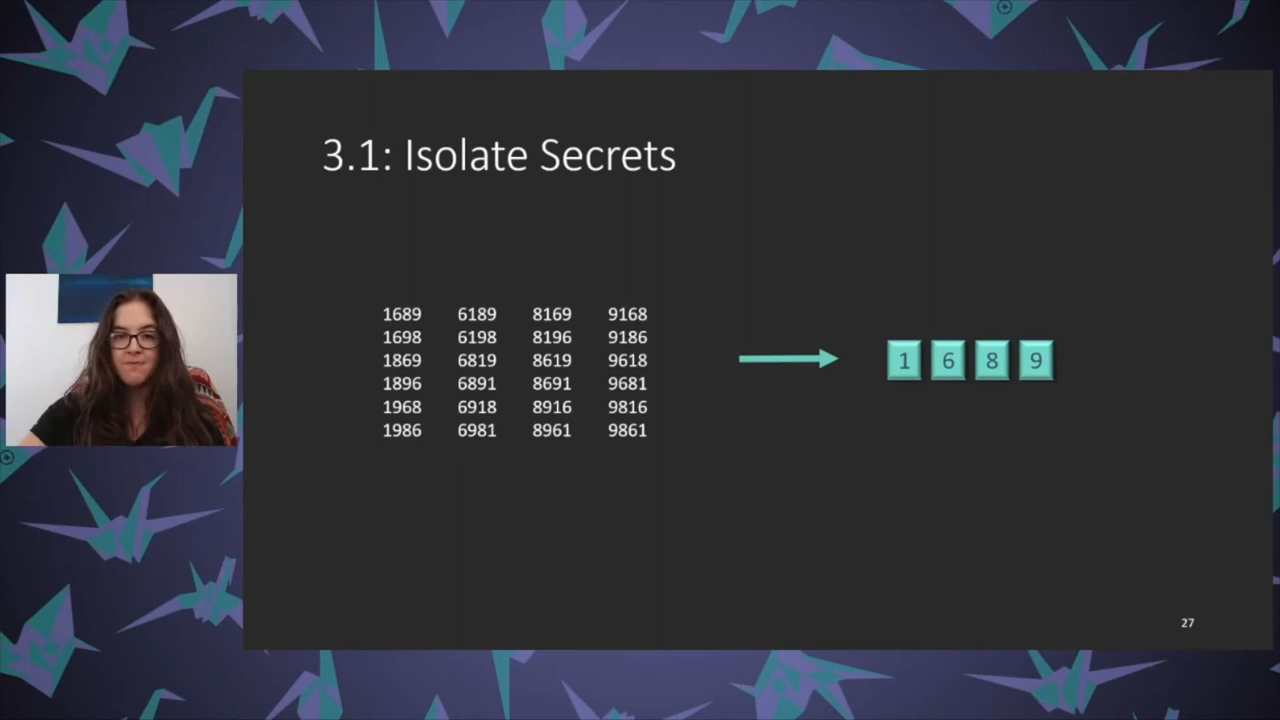 3.1: Isolate Secrets
1689 6189 8169 9168
1698 6198 8196 9186
1869 6819 8619 9618
1896 6891 8691 9681
1968 6918 8916 9816
1986 6981 8961 9861
1 6 8 9
27